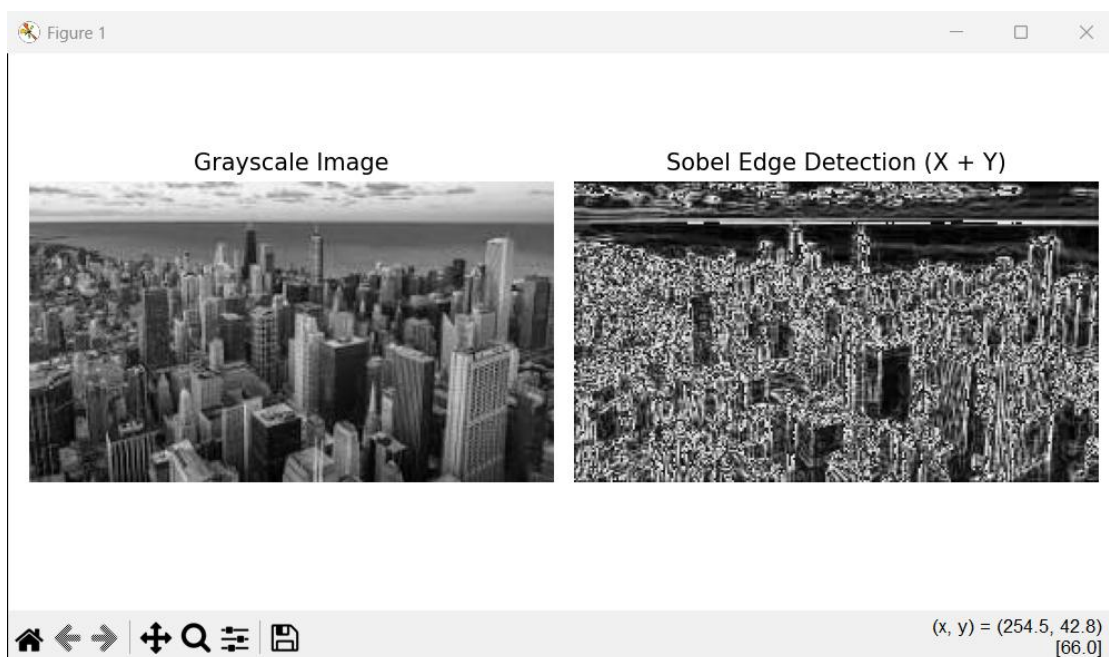 Figure 1
Grayscale Image
Sobel Edge Detection (X + Y)
(x, y) = (254.5, 42.8)
[66.0]